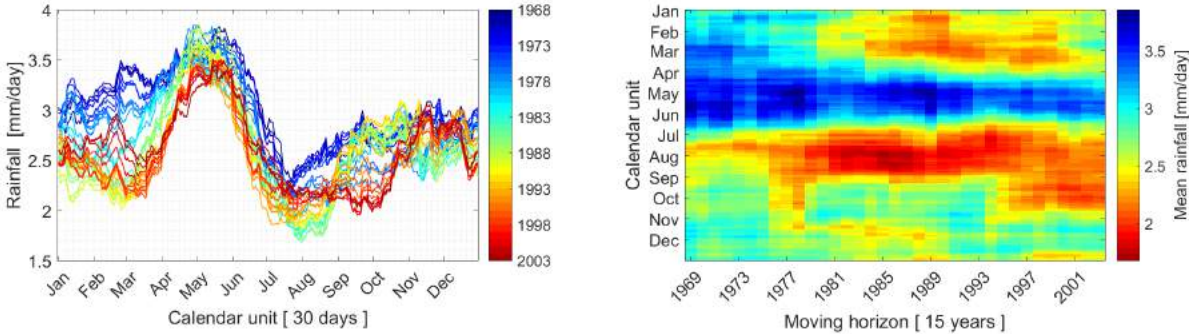 Rainfall [mm/day]
4
3.5
3
2.5
2
1.5
Jan Feb Mar Apr May Jun Jul Aug Sep Oct Nov Dec
Calendar unit [ 30 days ]
1968
1973
1978
1983
1988
1993
1998
2003
Calendar unit
Jan
Feb
Mar
Apr
May
Jun
Jul
Aug
Sep
Oct
Nov
Dec
1969 1973 1977 1981 1985 1989 1993 1997 2001
Moving horizon [ 15 years ]
3.5
3
2.5
2
Mean rainfall [mm/day]